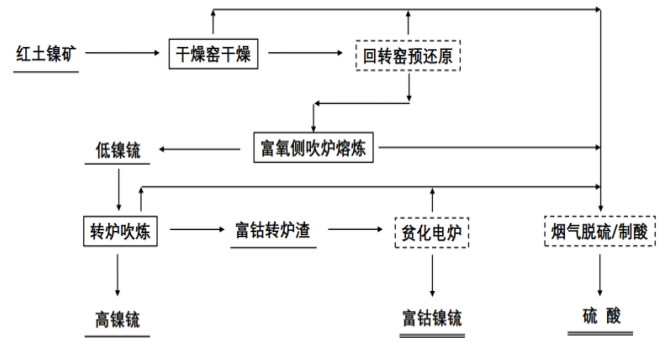 红土镍矿
干燥窑干燥
回转窑预还原
低镍锍
富氧侧吹炉熔炼
转炉吹炼
富钴转炉渣
贫化电炉
烟气脱硫/制酸
高镍锍
富钴镍锍
硫 酸